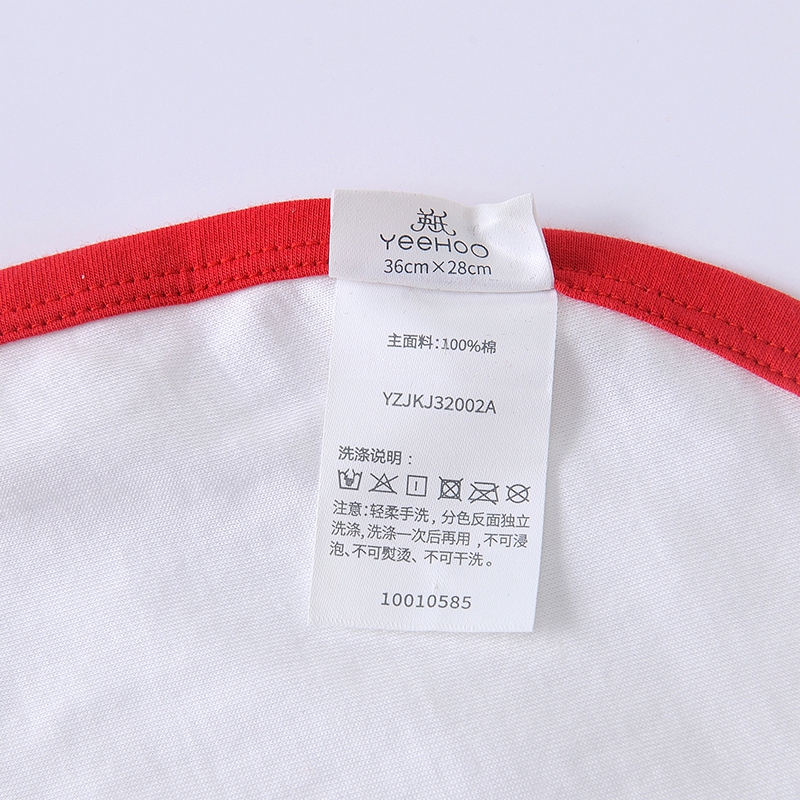 英氏
YeeHoO
36cm×28cm
主面料:100%棉
YZJKJ32002A
洗涤说明：
注意:轻柔手洗，分色反面独立
洗涤,洗涤一次后再用，不可浸
泡、不可熨烫、不可干洗。
10010585